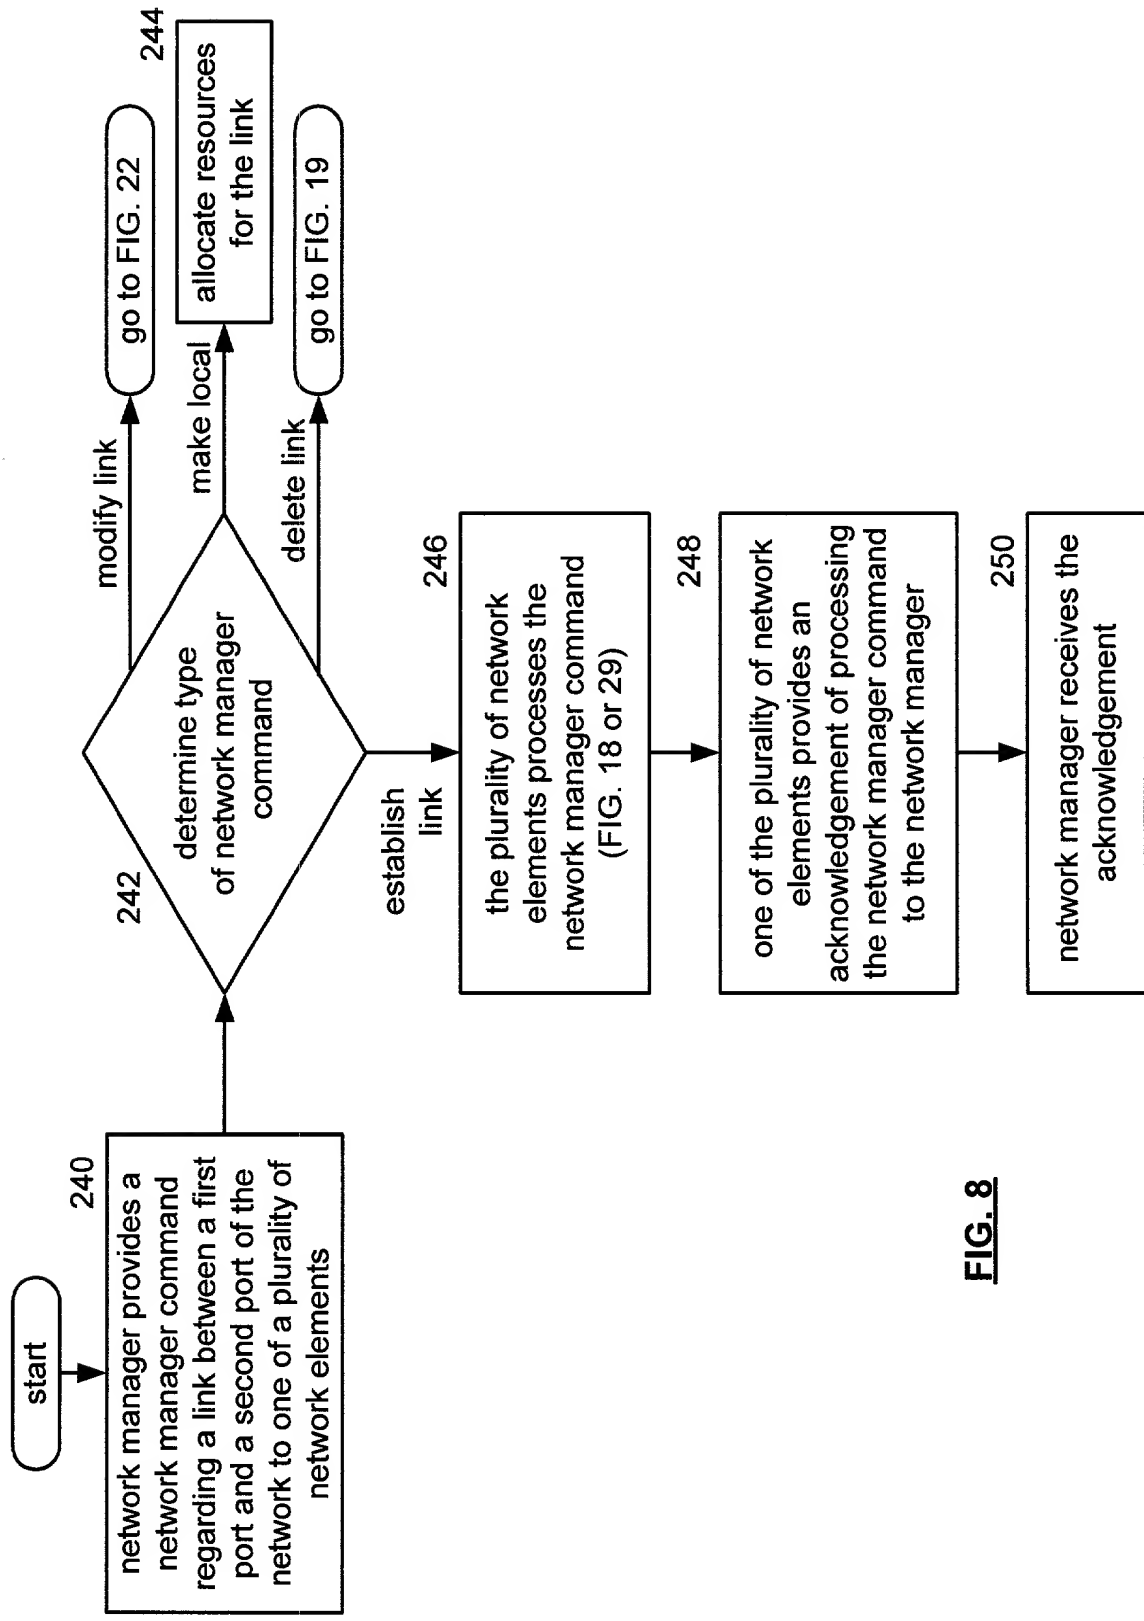 start
240
network manager provides a
network manager command
regarding a link between a first
port and a second port of the
network to one of a plurality of
network elements
242
determine type
of network manager
command
modify link
go to FIG. 22
make local
244
allocate resources
for the link
delete link
go to FIG. 19
establish
link
246
the plurality of network
elements processes the
network manager command
(FIG. 18 or 29)
248
one of the plurality of network
elements provides an
acknowledgement of processing
the network manager command
to the network manager
250
network manager receives the
acknowledgement
FIG. 8